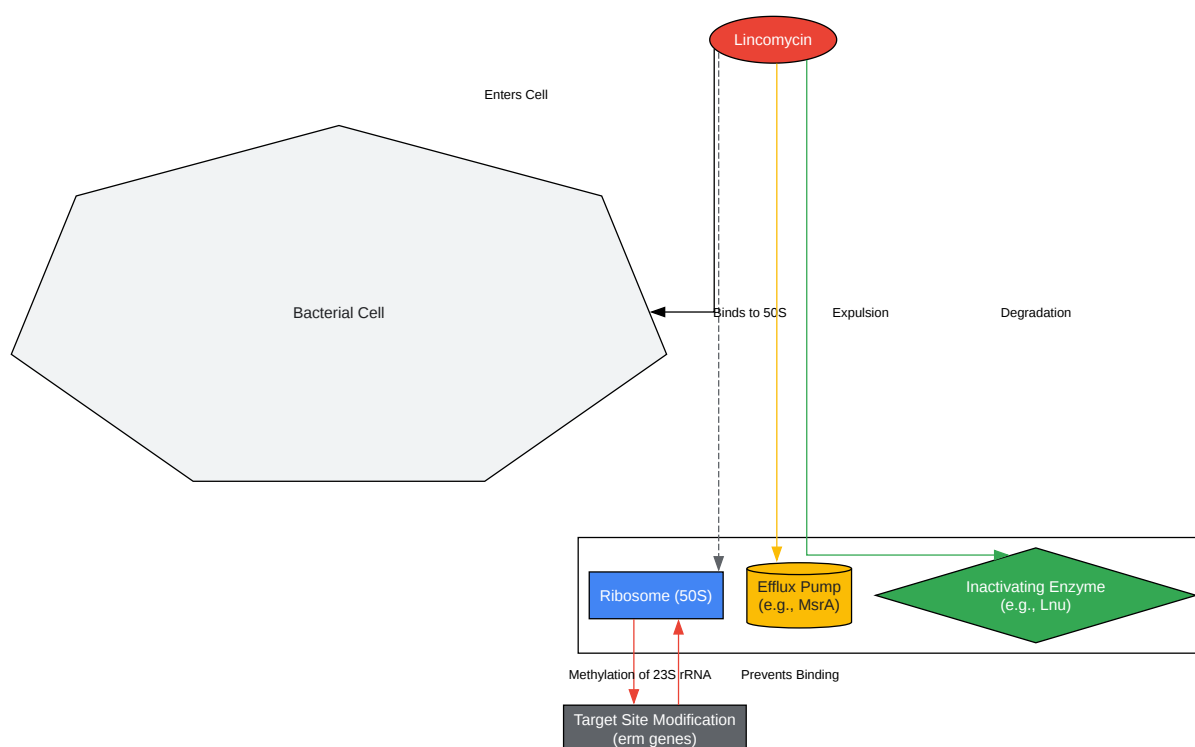 Lincomycin
Enters Cell
Bacterial Cell
Binds to 50S
Expulsion
Degradation
Ribosome (50S)
Efflux Pump
(e.g., MsrA)
Inactivating Enzyme
(e.g., Lnu)
Methylation of 23S rRNA
Prevents Binding
Target Site Modification
(erm genes)